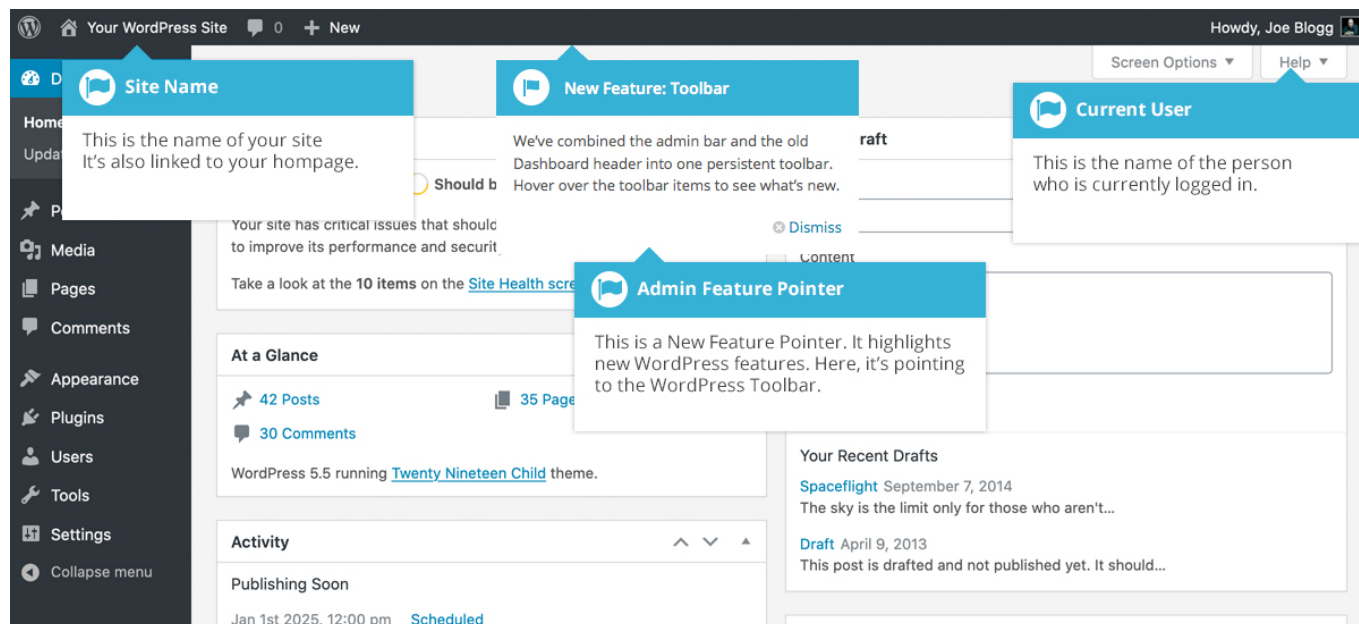 Your WordPress Site 0 New Howdy, Joe Blogg
Screen Options Help
Site Name
This is the name of your site
It's also linked to your hompage.
New Feature: Toolbar
We've combined the admin bar and the old
Dashboard header into one persistent toolbar.
Hover over the toolbar items to see what's new.
Dismiss
Current User
This is the name of the person
who is currently logged in.
Admin Feature Pointer
This is a New Feature Pointer. It highlights
new WordPress features. Here, it's pointing
to the WordPress Toolbar.
Home
Media
Pages
Comments
Appearance
Plugins
Users
Tools
Settings
Collapse menu
Should
Your site has critical issues that should
to improve its performance and
Take a look at the 10 items on the Site Health
At a Glance
42 Posts 35
30 Comments
WordPress 5.5 running Twenty Nineteen Child theme.
Activity
Publishing Soon
Jan 1st 2025, 12:00 pm Scheduled
Content
Your Recent Drafts
Spaceflight September 7, 2014
The sky is the limit only for those who aren't...
Draft April 9, 2013
This post is drafted and not published yet. It should...